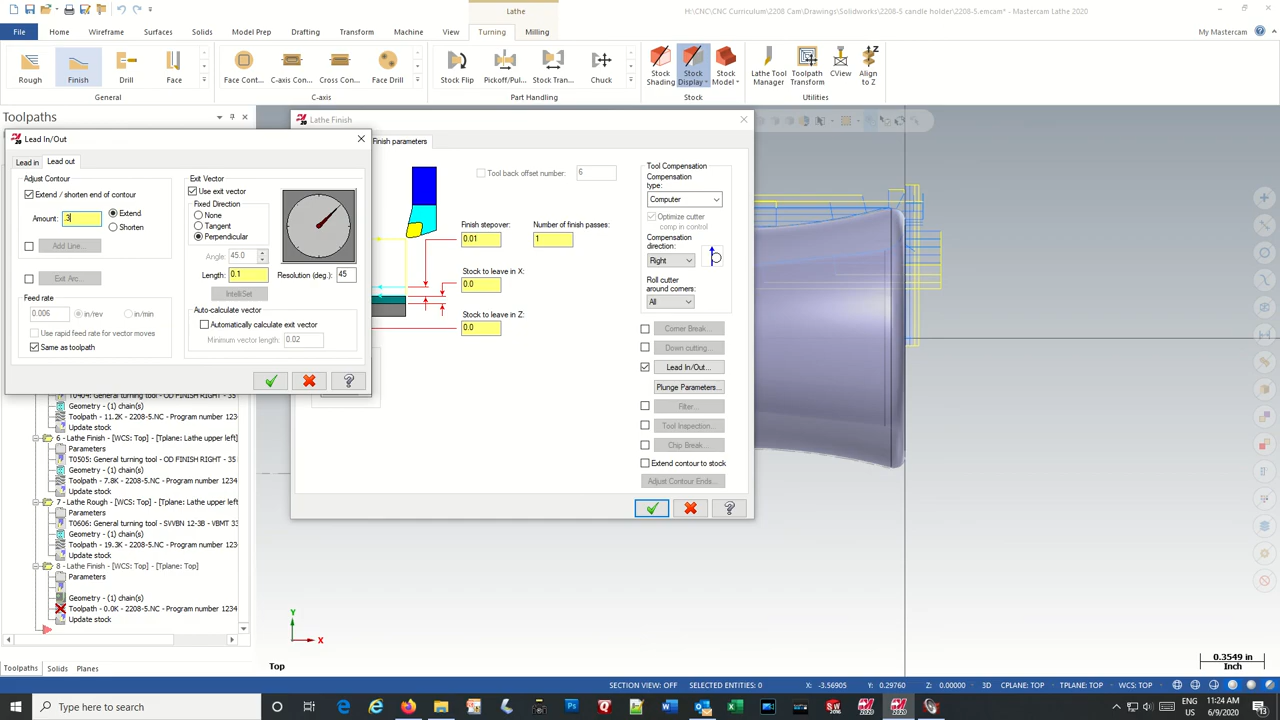 Lathe
H:\CNC\CNC Curriculum\2208 Cam\Drawings\Solidworks\2208-5 candle holder\2208-5.emcam* - Mastercam Lathe 2020
File
Home
Wireframe
Surfaces
Solids
Model Prep
Drafting
Transform
Machine
View
Turning
Milling
My Mastercam
Rough
Finish
Drill
Face
Face Cont...
C-axis Con...
Cross Con...
Face Drill
Stock Flip
Pickoff/Pul...
Stock Tran...
Chuck
Stock Shading
Stock Display
Stock Model
Lathe Tool Manager
Toolpath Transform
CView
Align to Z
General
C-axis
Part Handling
Stock
Utilities
Toolpaths
Lead In/Out
Lead in
Lead out
Adjust Contour
Extend / shorten end of contour
Amount:
.3
Extend
Shorten
Add Line...
Exit Arc...
Feed rate
0.006
in/rev
in/min
Use rapid feed rate for vector moves
Same as toolpath
Exit Vector
Use exit vector
Fixed Direction
None
Tangent
Perpendicular
Angle:
45.0
Length:
0.1
Resolution (deg.):
45
IntelliSet
Auto-calculate vector
Automatically calculate exit vector
Minimum vector length:
0.02
Lathe Finish
Finish parameters
Tool back offset number:
6
Finish stepover:
0.01
Number of finish passes:
1
Stock to leave in X:
0.0
Stock to leave in Z:
0.0
Tool Compensation
Compensation type:
Computer
Optimize cutter comp in control
Compensation direction:
Right
Roll cutter around corners:
All
Corner Break...
Down cutting...
Lead In/Out...
Plunge Parameters...
Filter...
Tool Inspection...
Chip Break...
Extend contour to stock
Adjust Contour Ends...
T0404: General turning tool - OD FINISH RIGHT - 35
Geometry - (1) chain(s)
Toolpath - 11.2K - 2208-5.NC - Program number 1234
Update stock
6 - Lathe Finish - [WCS: Top] - [Tplane: Lathe upper left]
Parameters
T0505: General turning tool - OD FINISH RIGHT - 35
Geometry - (1) chain(s)
Toolpath - 7.8K - 2208-5.NC - Program number 1234
Update stock
7 - Lathe Rough - [WCS: Top] - [Tplane: Lathe upper left
Parameters
T0606: General turning tool - SVVBN 12-3B - VBMT 33
Geometry - (1) chain(s)
Toolpath - 19.3K - 2208-5.NC - Program number 1234
Update stock
8 - Lathe Finish - [WCS: Top] - [Tplane: Top]
Parameters
Geometry - (1) chain(s)
Toolpath - 0.0K - 2208-5.NC - Program number 1234
Update stock
Toolpaths
Solids
Planes
Y
X
Top
0.3549 in
Inch
SECTION VIEW: OFF
SELECTED ENTITIES: 0
X: -3.56905
Y: 0.29760
Z: 0.00000
3D
CPLANE: TOP
TPLANE: TOP
WCS: TOP
Type here to search
11:24 AM
6/9/2020